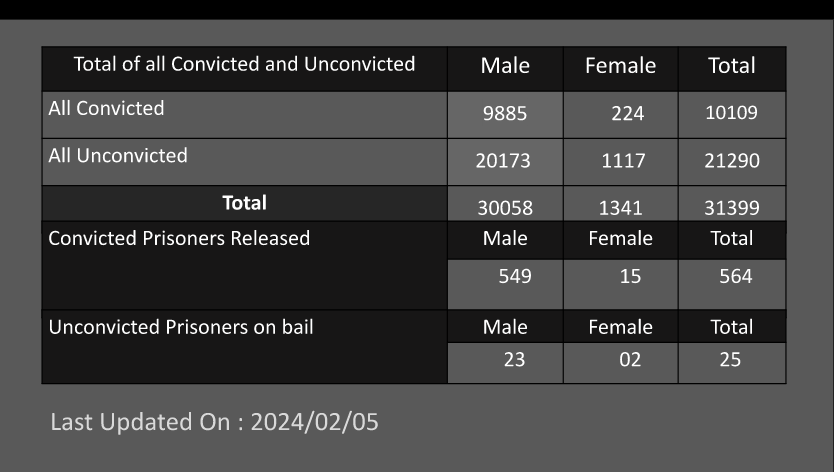 Total of all Convicted and Unconvicted Male Female Total
All Convicted 9885 224 10109
All Unconvicted 20173 1117 21290
Total 30058 1341 31399
Convicted Prisoners Released Male Female Total
549 15 564
Unconvicted Prisoners on bail Male Female Total
23 02 25
Last Updated On : 2024/02/05